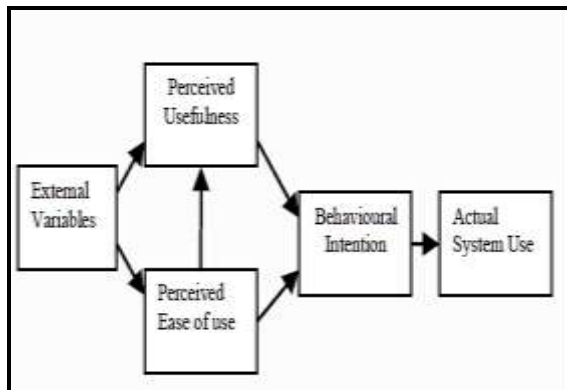 Perceived
Usefulness
External
Variables
Behavioural
Intention
Actual
System Use
Perceived
Ease of use